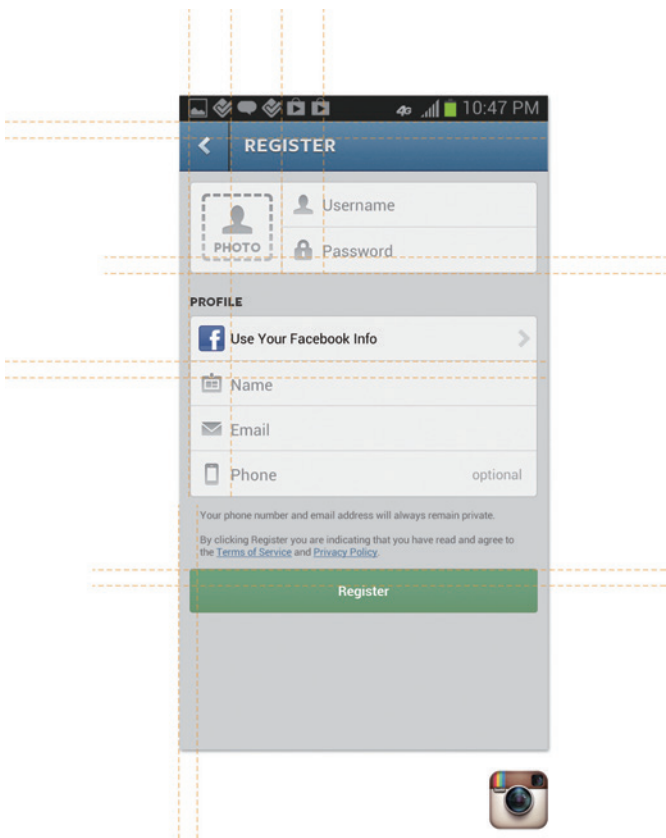 4G 10:47 PM
REGISTER
Username
PHOTO
Password
PROFILE
f Use Your Facebook Info
Name
Email
Phone optional
Your phone number and email address will always remain private.
By clicking Register you are indicating that you have read and agree to
the Terms of Service and Privacy Policy.
Register